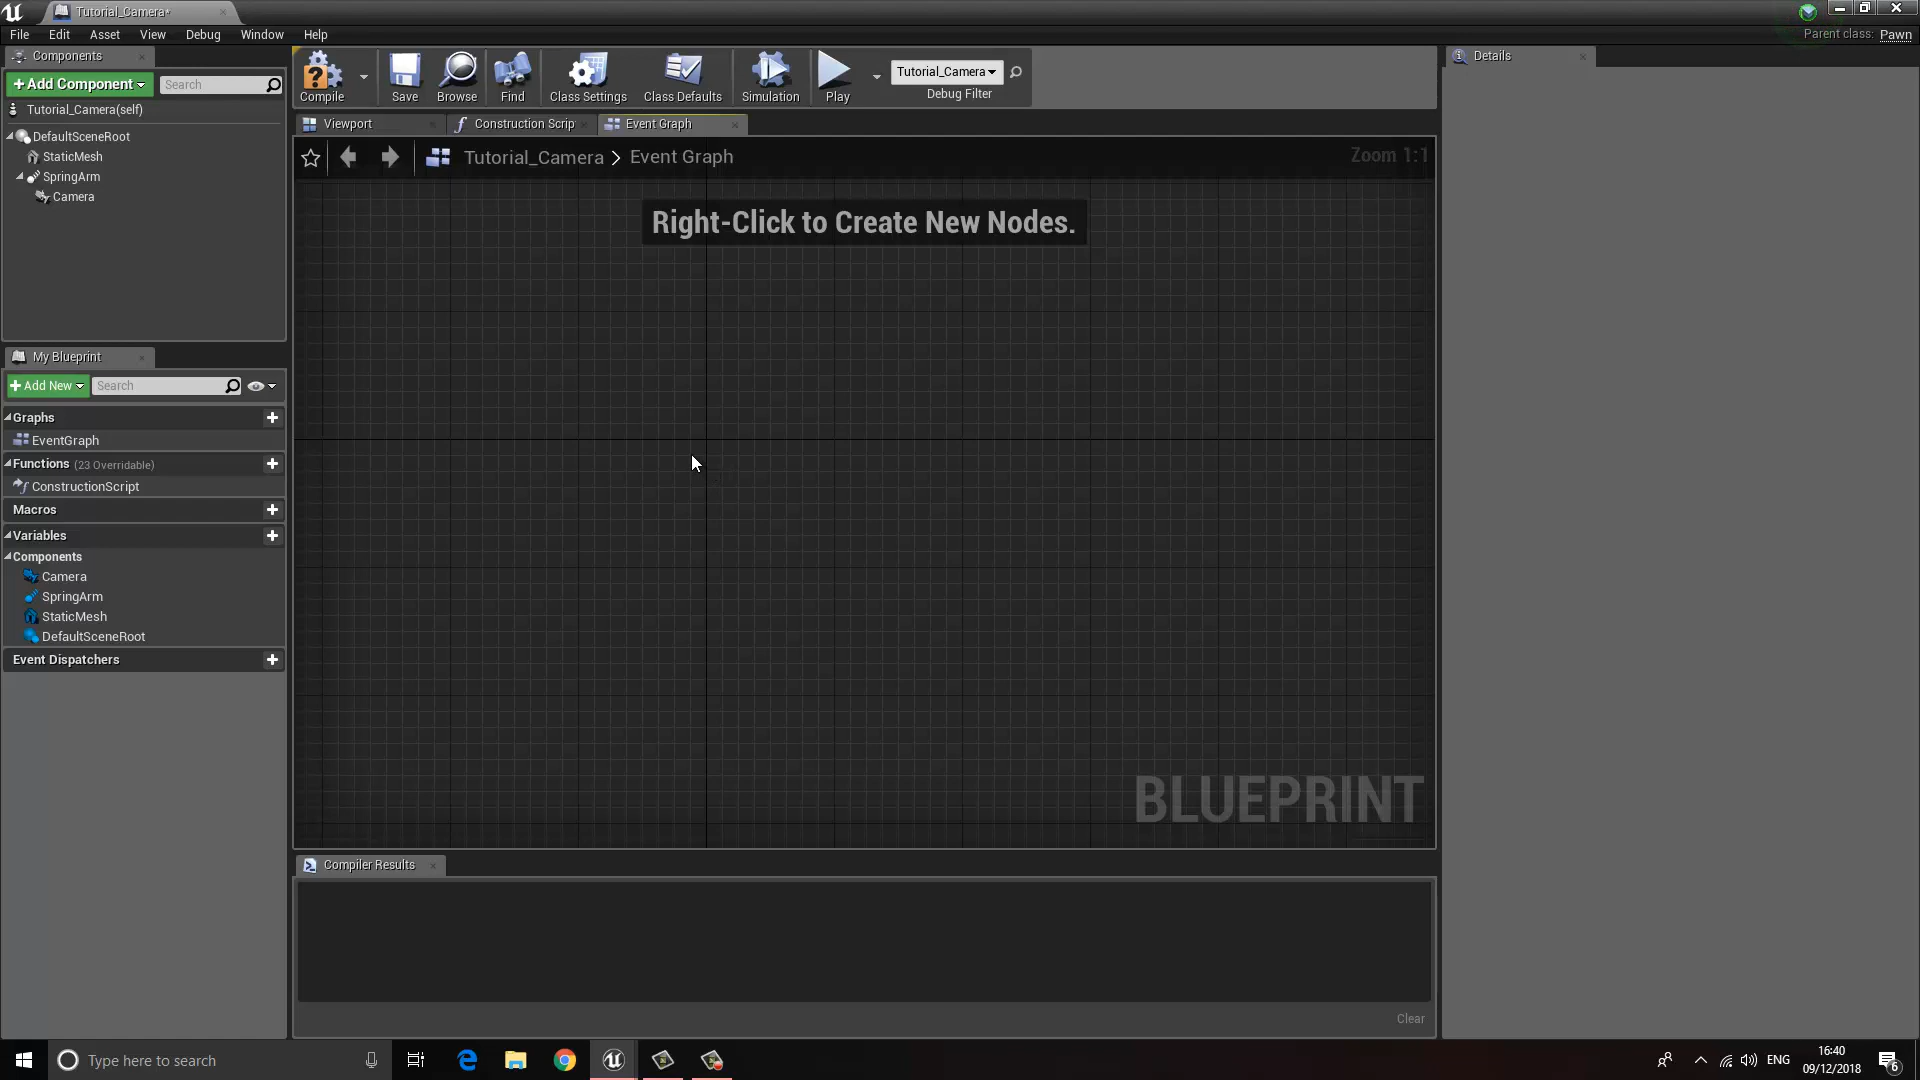 Tutorial_Camera*
File Edit Asset View Debug Window Help
Parent class: Pawn
Components
Add Component
Search
Tutorial_Camera(self)
DefaultSceneRoot
StaticMesh
SpringArm
Camera
Compile
Save
Browse
Find
Class Settings
Class Defaults
Simulation
Play
Tutorial_Camera
Debug Filter
Details
Viewport
Construction Scrip
Event Graph
Tutorial_Camera > Event Graph
Zoom 1:1
Right-Click to Create New Nodes.
BLUEPRINT
My Blueprint
Add New
Search
Graphs
EventGraph
Functions (23 Overridable)
ConstructionScript
Macros
Variables
Components
Camera
SpringArm
StaticMesh
DefaultSceneRoot
Event Dispatchers
Compiler Results
Clear
Type here to search
ENG
16:40
09/12/2018
6